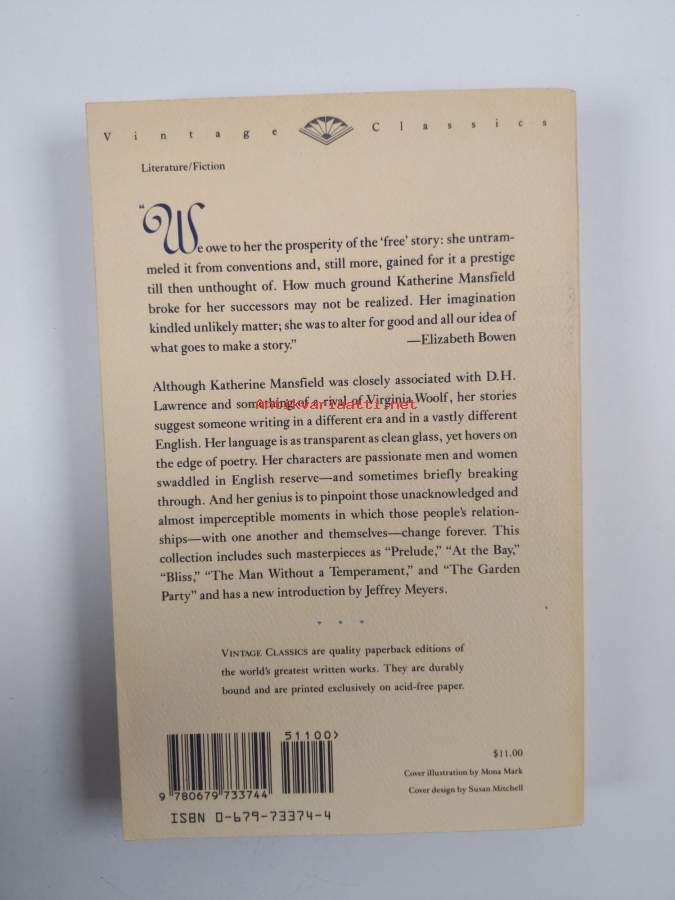 Vintage Classics
Literature/Fiction
“We owe to her the prosperity of the ‘free’ story: she untram-
meled it from conventions and, still more, gained for it a prestige
till then unthought of. How much ground Katherine Mansfield
broke for her successors may not be realized. Her imagination
kindled unlikely matter; she was to alter for good and all our idea of
what goes to make a story.” —Elizabeth Bowen
Although Katherine Mansfield was closely associated with D.H.
Lawrence and something of a rival of Virginia Woolf, her stories
Antikvariaatti.net
suggest someone writing in a different era and in a vastly different
English. Her language is as transparent as clean glass, yet hovers on
the edge of poetry. Her characters are passionate men and women
swaddled in English reserve—and sometimes briefly breaking
through. And her genius is to pinpoint those unacknowledged and
almost imperceptible moments in which those people’s relation-
ships—with one another and themselves—change forever. This
collection includes such masterpieces as “Prelude,” “At the Bay,”
“Bliss,” “The Man Without a Temperament,” and “The Garden
Party” and has a new introduction by Jeffrey Meyers.
VINTAGE CLASSICS are quality paperback editions of
the world’s greatest written works. They are durably
bound and are printed exclusively on acid-free paper.
51100>
$11.00
Cover illustration by Mona Mark
Cover design by Susan Mitchell
9 780679 733744
ISBN 0-679-73374-4